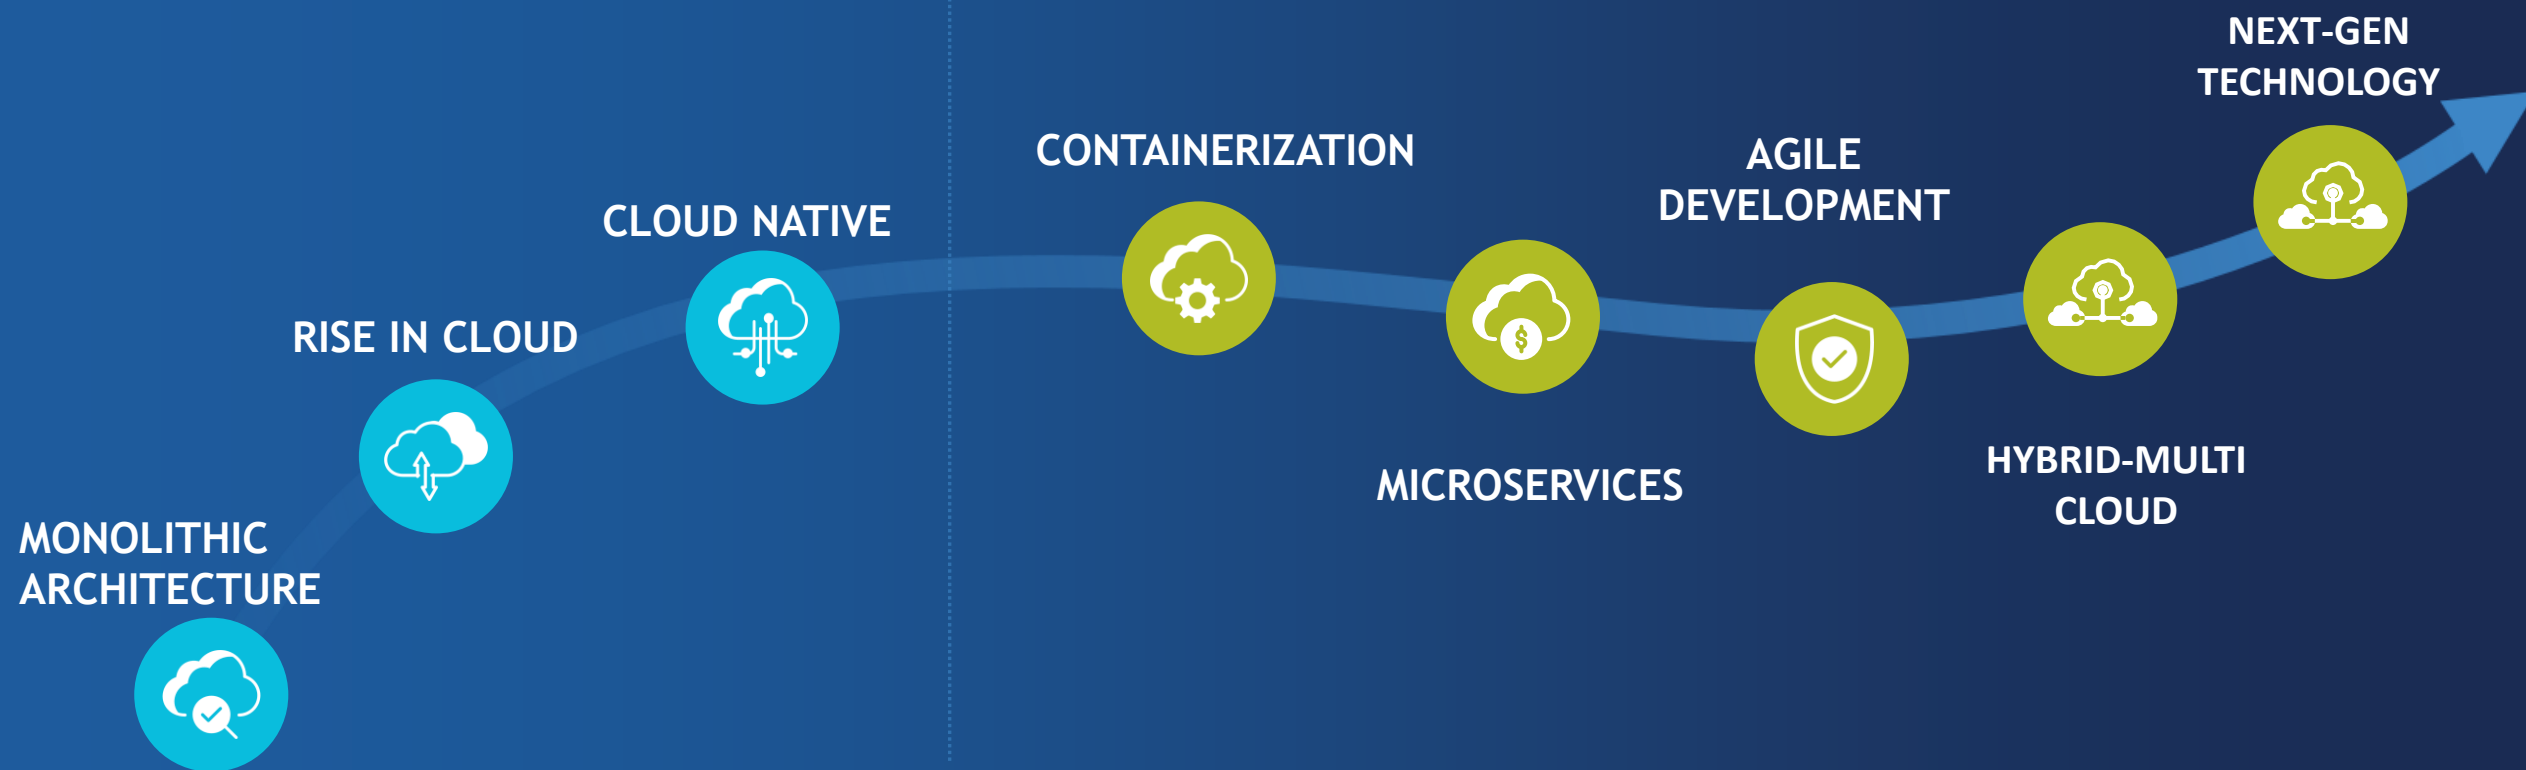 MONOLITHIC
ARCHITECTURE
RISE IN CLOUD
CLOUD NATIVE
CONTAINERIZATION
MICROSERVICES
AGILE
DEVELOPMENT
HYBRID-MULTI
CLOUD
NEXT-GEN
TECHNOLOGY
$